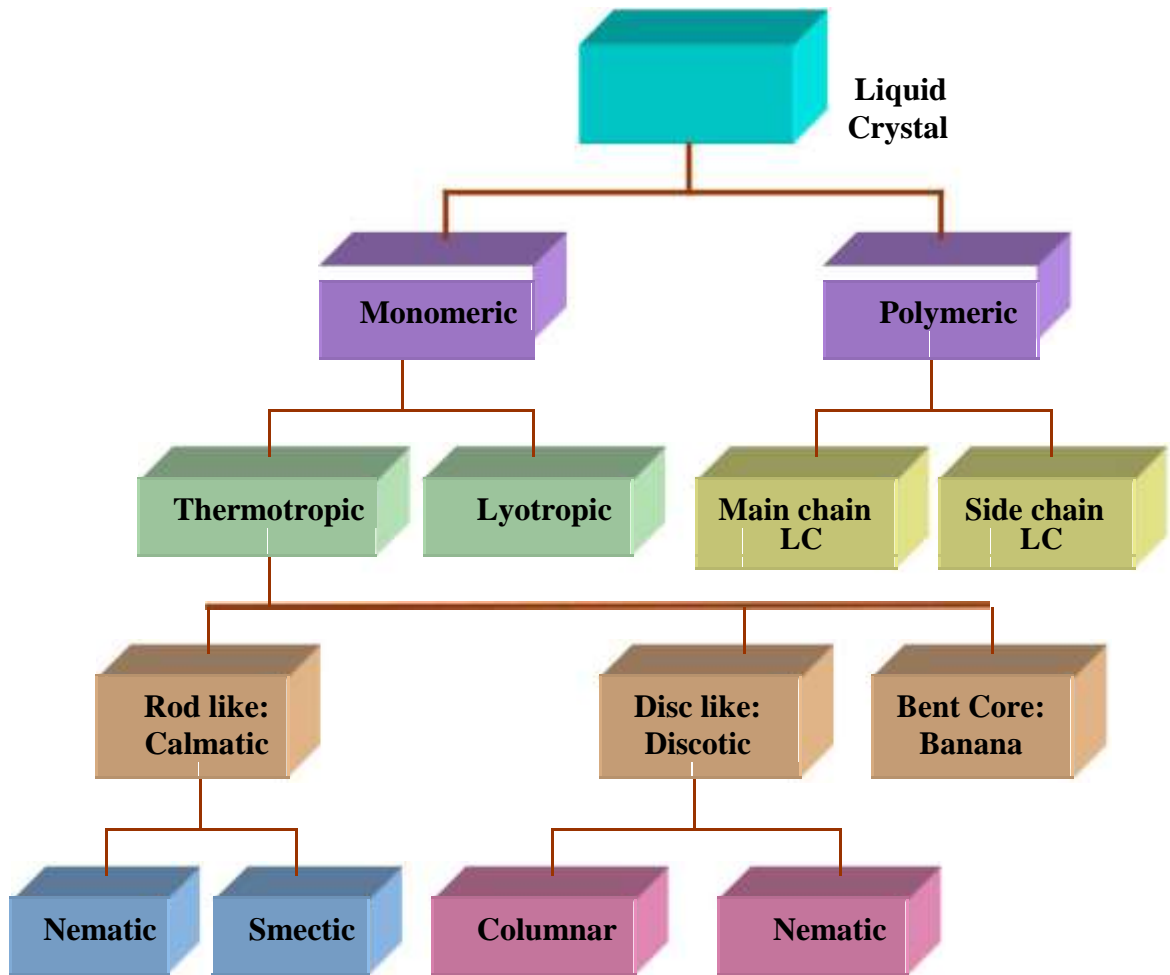 Liquid
Crystal
Monomeric
Polymeric
Thermotropic
Lyotropic
Main chain
LC
Side chain
LC
Rod like:
Calmatic
Disc like:
Discotic
Bent Core:
Banana
Nematic
Smectic
Columnar
Nematic